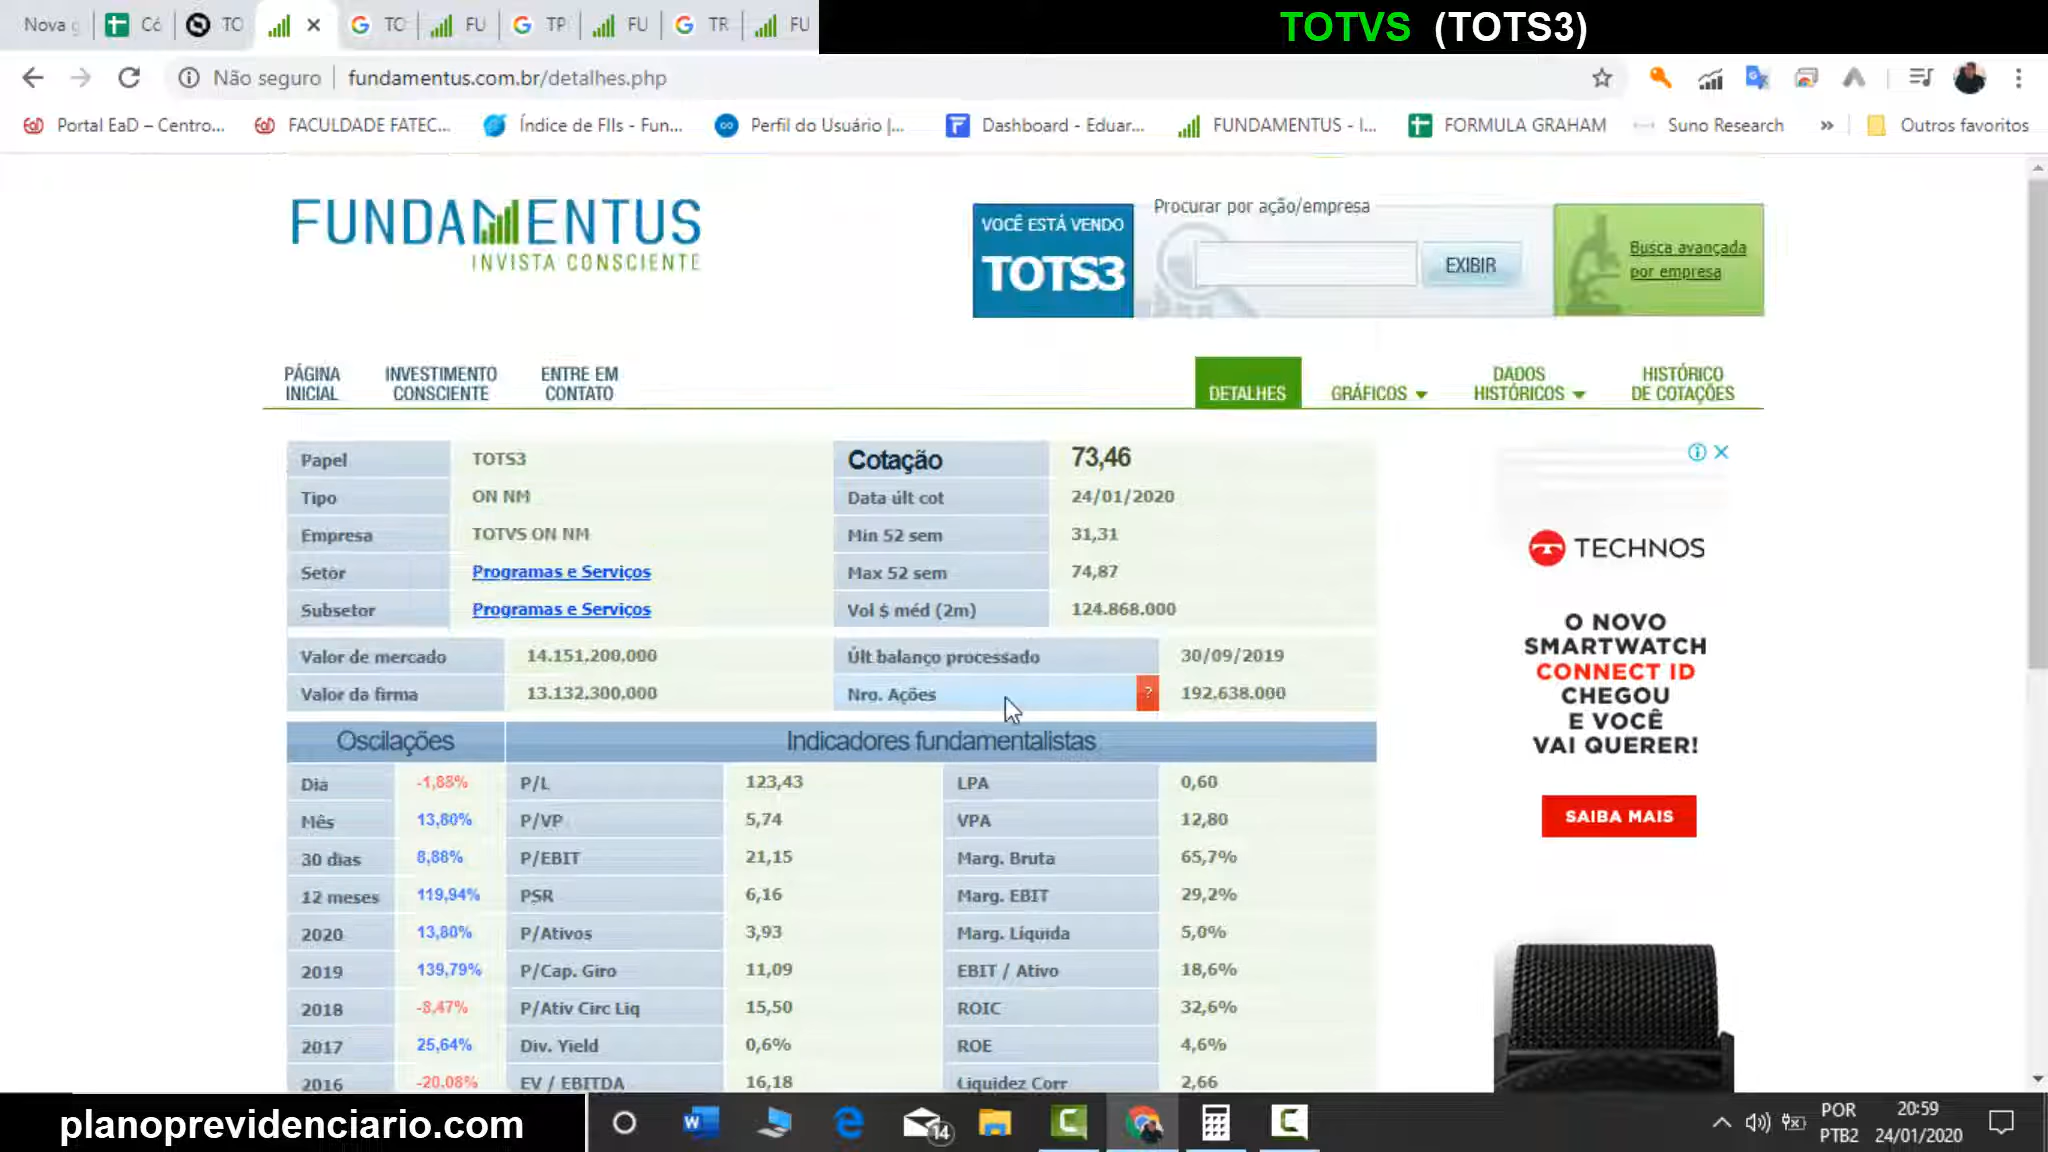 Nova g
Có
TO
TO
FU
TP
FU
TR
FU
TOTVS (TOTS3)
Não seguro
fundamentus.com.br/detalhes.php
Portal EaD – Centro...
FACULDADE FATEC...
Índice de FIIs - Fun...
Perfil do Usuário |...
Dashboard - Eduar...
FUNDAMENTUS - I...
FORMULA GRAHAM
Suno Research
»
Outros favoritos
FUNDAMENTUS
INVISTA CONSCIENTE
VOCÊ ESTÁ VENDO
TOTS3
Procurar por ação/empresa
EXIBIR
Busca avançada
por empresa
PÁGINA
INICIAL
INVESTIMENTO
CONSCIENTE
ENTRE EM
CONTATO
DETALHES
GRÁFICOS
DADOS
HISTÓRICOS
HISTÓRICO
DE COTAÇÕES
Papel TOTS3 Cotação 73,46
Tipo ON NM Data últ cot 24/01/2020
Empresa TOTVS ON NM Min 52 sem 31,31
Setor Programas e Serviços Max 52 sem 74,87
Subsetor Programas e Serviços Vol $ méd (2m) 124.868.000
Valor de mercado 14.151.200.000 Últ balanço processado 30/09/2019
Valor da firma 13.132.300.000 Nro. Ações ? 192.638.000
Oscilações Indicadores fundamentalistas
Dia -1,88% P/L 123,43 LPA 0,60
Mês 13,80% P/VP 5,74 VPA 12,80
30 dias 8,88% P/EBIT 21,15 Marg. Bruta 65,7%
12 meses 119,94% PSR 6,16 Marg. EBIT 29,2%
2020 13,80% P/Ativos 3,93 Marg. Líquida 5,0%
2019 139,79% P/Cap. Giro 11,09 EBIT / Ativo 18,6%
2018 -8,47% P/Ativ Circ Liq 15,50 ROIC 32,6%
2017 25,64% Div. Yield 0,6% ROE 4,6%
2016 -20,08% EV / EBITDA 16,18 Liquidez Corr 2,66
TECHNOS
O NOVO
SMARTWATCH
CONNECT ID
CHEGOU
E VOCÊ
VAI QUERER!
SAIBA MAIS
planoprevidenciario.com
14
POR
PTB2
20:59
24/01/2020